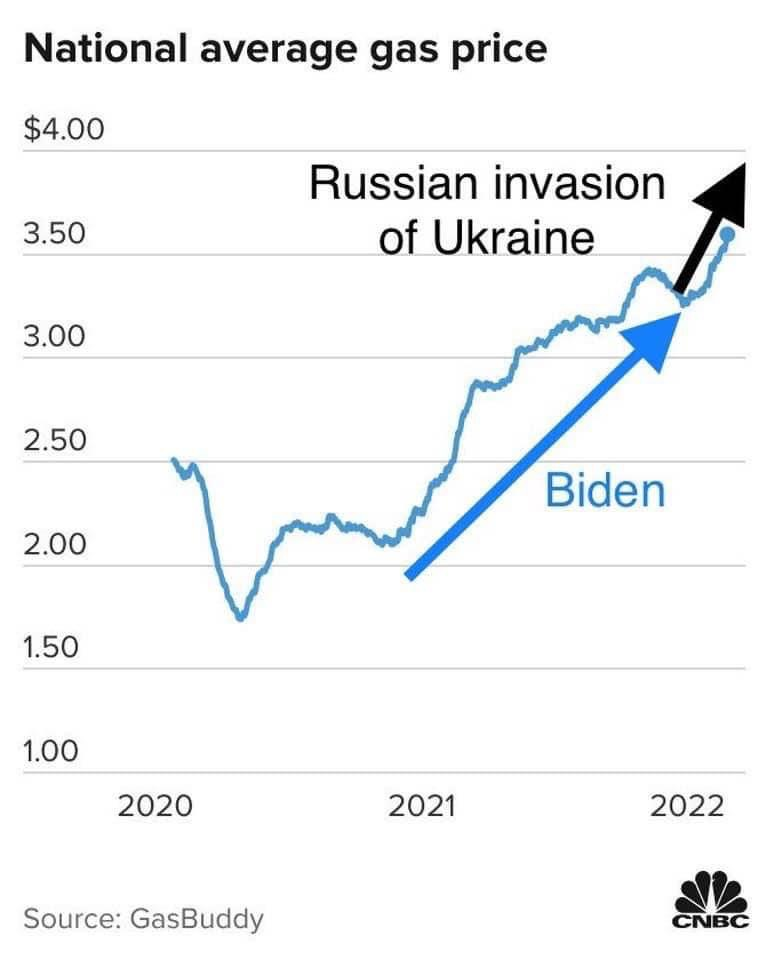 National average gas price
$4.00
Russian invasion
of Ukraine
3.50
3.00
2.50
Biden
2.00
1.50
1.00
2020 2021 2022
Source: GasBuddy
CNBC